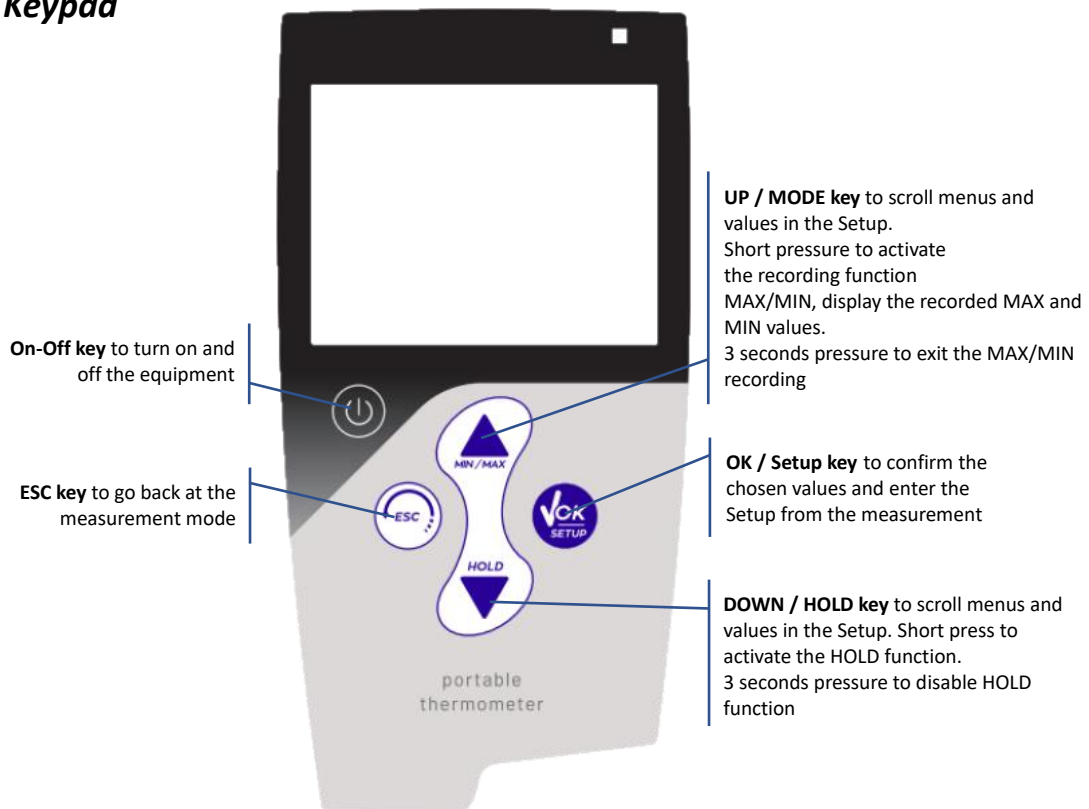 Keypad
UP / MODE key to scroll menus and
values in the Setup.
Short pressure to activate
the recording function
MAX/MIN, display the recorded MAX and
MIN values.
3 seconds pressure to exit the MAX/MIN
recording
On-Off key to turn on and
off the equipment
MIN/MAX
ESC key to go back at the
measurement mode
ESC
OK
SETUP
OK / Setup key to confirm the
chosen values and enter the
Setup from the measurement
HOLD
DOWN / HOLD key to scroll menus and
values in the Setup. Short press to
activate the HOLD function.
3 seconds pressure to disable HOLD
function
portable
thermometer